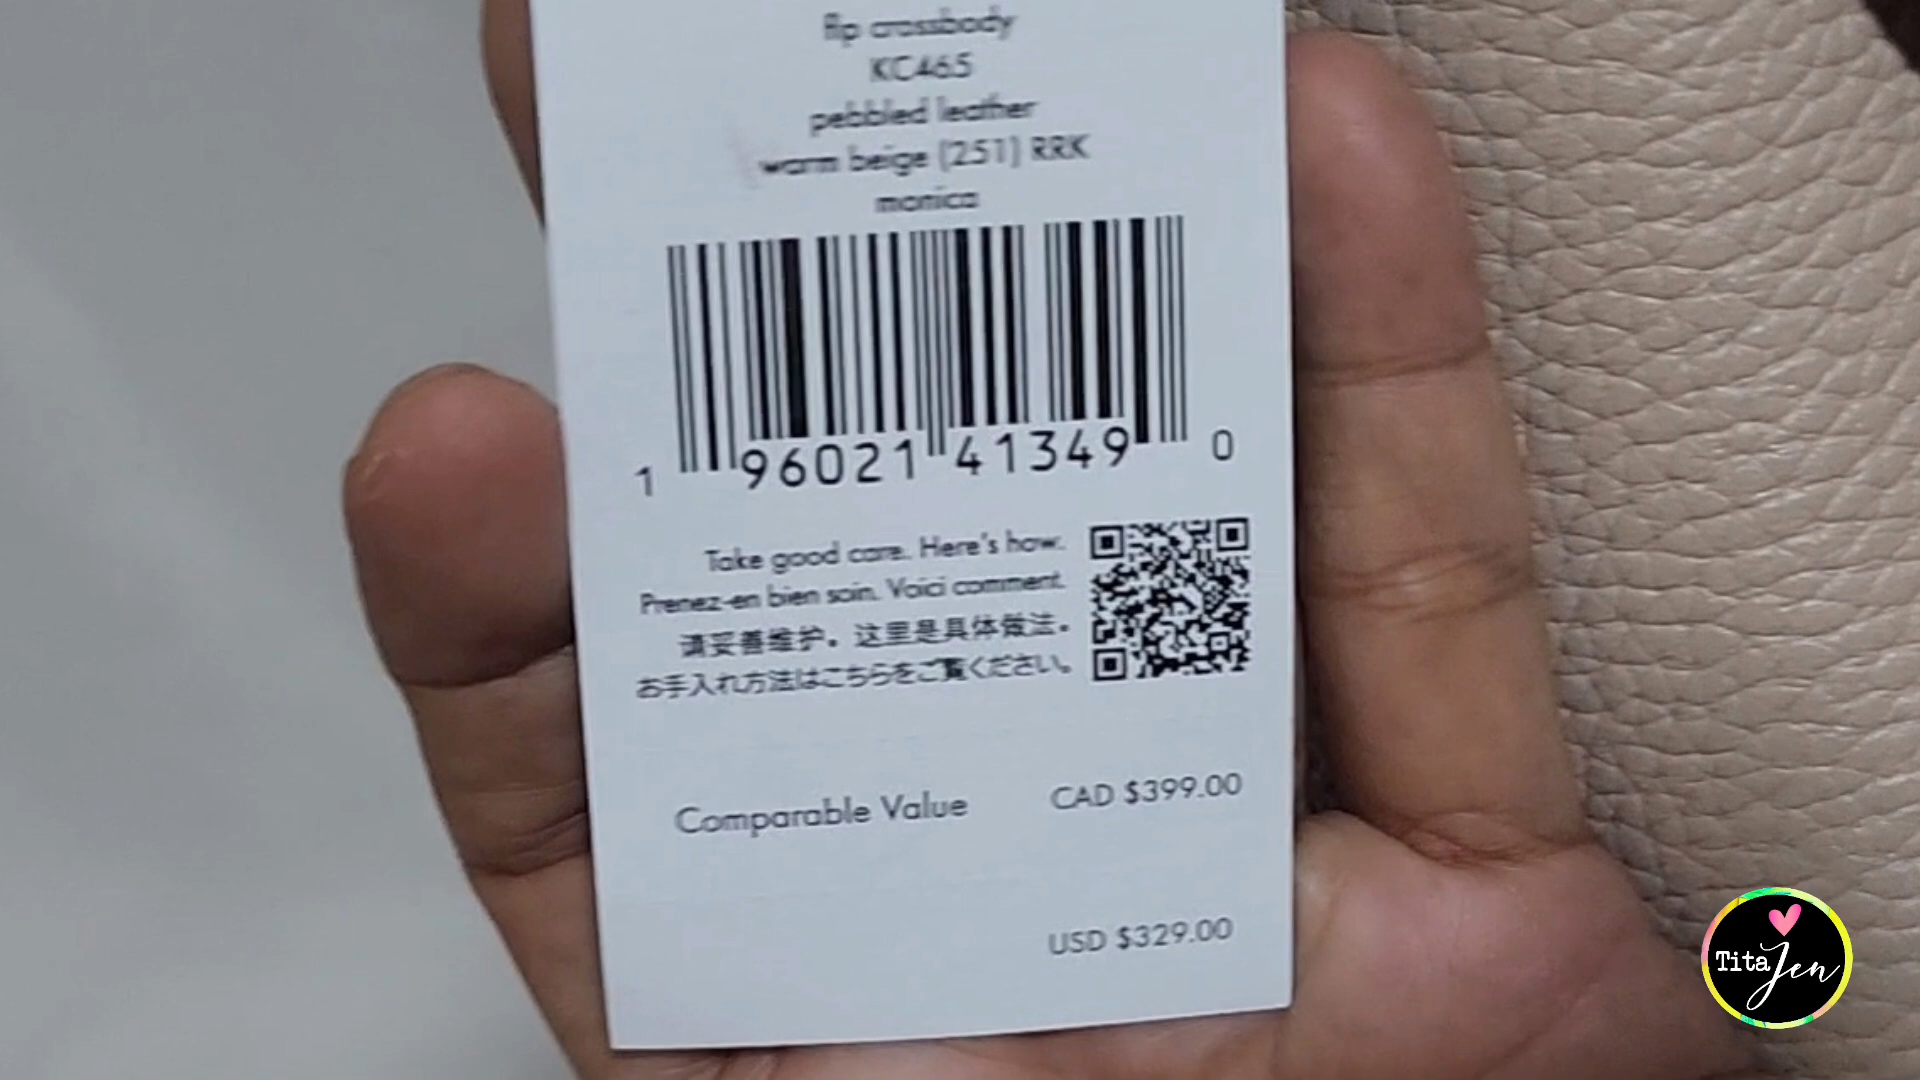 flp crossbody
KC465
pebbled leather
warm beige (251) RRK
monica
1 96021 41349 0
Take good care. Here's how.
Prenez-en bien soin. Voici comment.
请妥善维护。这里是具体做法。
お手入れ方法はこちらをご覧ください。
Comparable Value CAD $399.00
USD $329.00
Tita Jen